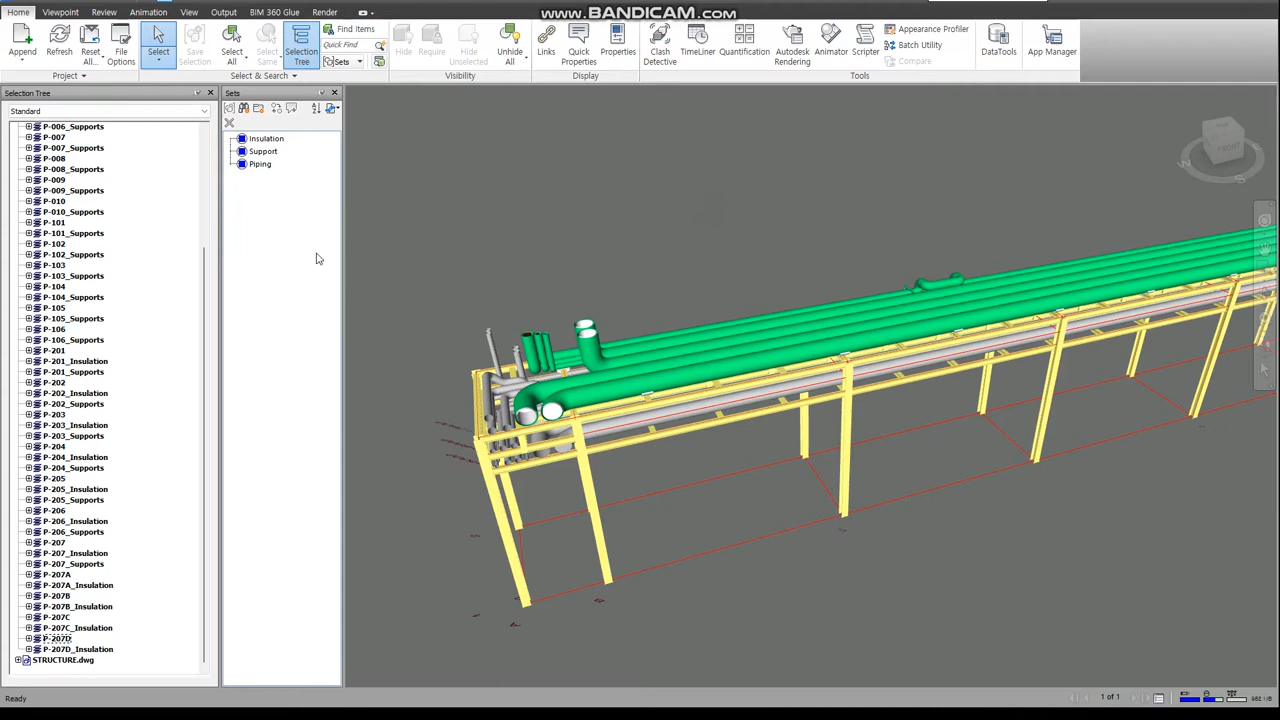 www.BANDICAM.com
Home Viewpoint Review Animation View Output BIM 360 Glue Render
Append Refresh Reset All... File Options Select Save Selection Select All Select Same Selection Tree Find Items Quick Find Sets Hide Require Hide Unselected Unhide All Links Quick Properties Properties Clash Detective TimeLiner Quantification Autodesk Rendering Animator Scripter Appearance Profiler Batch Utility Compare DataTools App Manager
Project Select & Search Visibility Display Tools
Selection Tree
Standard
P-006_Supports
P-007
P-007_Supports
P-008
P-008_Supports
P-009
P-009_Supports
P-010
P-010_Supports
P-101
P-101_Supports
P-102
P-102_Supports
P-103
P-103_Supports
P-104
P-104_Supports
P-105
P-105_Supports
P-106
P-106_Supports
P-201
P-201_Insulation
P-201_Supports
P-202
P-202_Insulation
P-202_Supports
P-203
P-203_Insulation
P-203_Supports
P-204
P-204_Insulation
P-204_Supports
P-205
P-205_Insulation
P-205_Supports
P-206
P-206_Insulation
P-206_Supports
P-207
P-207_Insulation
P-207_Supports
P-207A
P-207A_Insulation
P-207B
P-207B_Insulation
P-207C
P-207C_Insulation
P-207D
P-207D_Insulation
STRUCTURE.dwg
Sets
Insulation
Support
Piping
FRONT
W
S
Ready
1 of 1